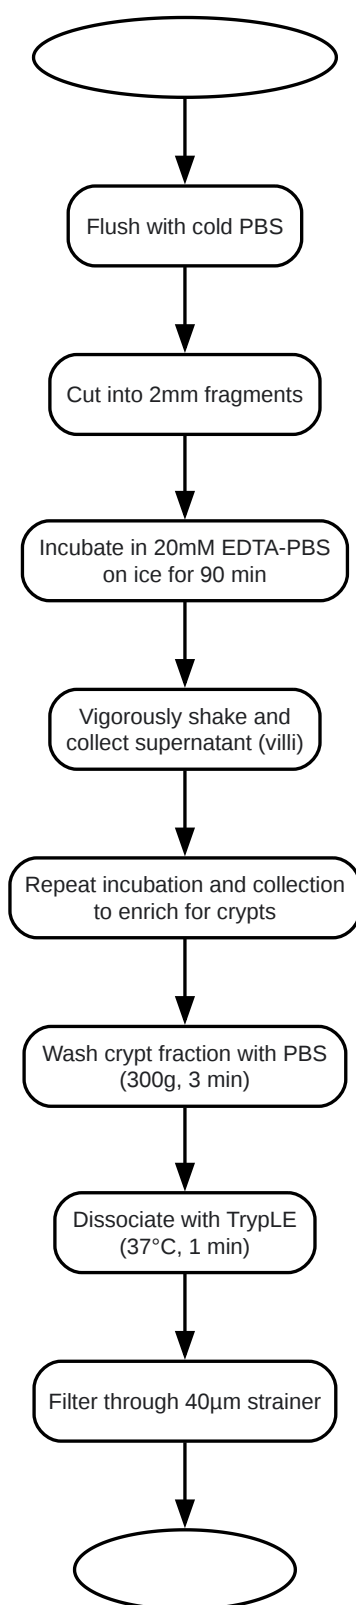 Flush with cold PBS
Cut into 2mm fragments
Incubate in 20mM EDTA-PBS
on ice for 90 min
Vigorously shake and
collect supernatant (villi)
Repeat incubation and collection
to enrich for crypts
Wash crypt fraction with PBS
(300g, 3 min)
Dissociate with TrypLE
(37°C, 1 min)
Filter through 40µm strainer